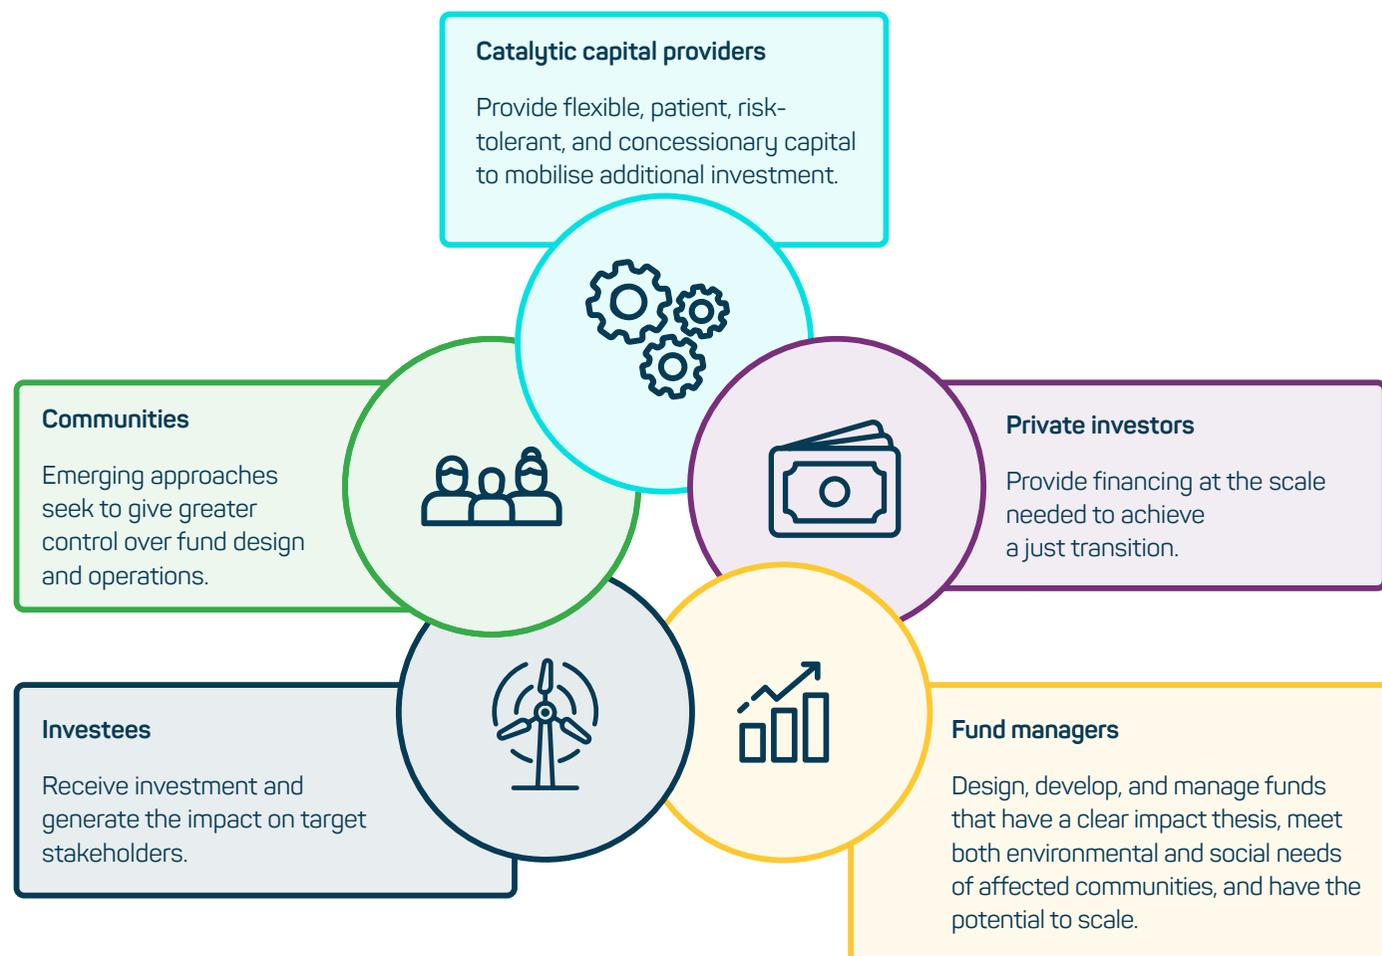 Catalytic capital providers
Provide flexible, patient, risk-
tolerant, and concessionary capital
to mobilise additional investment.
Communities
Emerging approaches
seek to give greater
control over fund design
and operations.
Private investors
Provide financing at the scale
needed to achieve
a just transition.
Investees
Receive investment and
generate the impact on target
stakeholders.
Fund managers
Design, develop, and manage funds
that have a clear impact thesis, meet
both environmental and social needs
of affected communities, and have the
potential to scale.